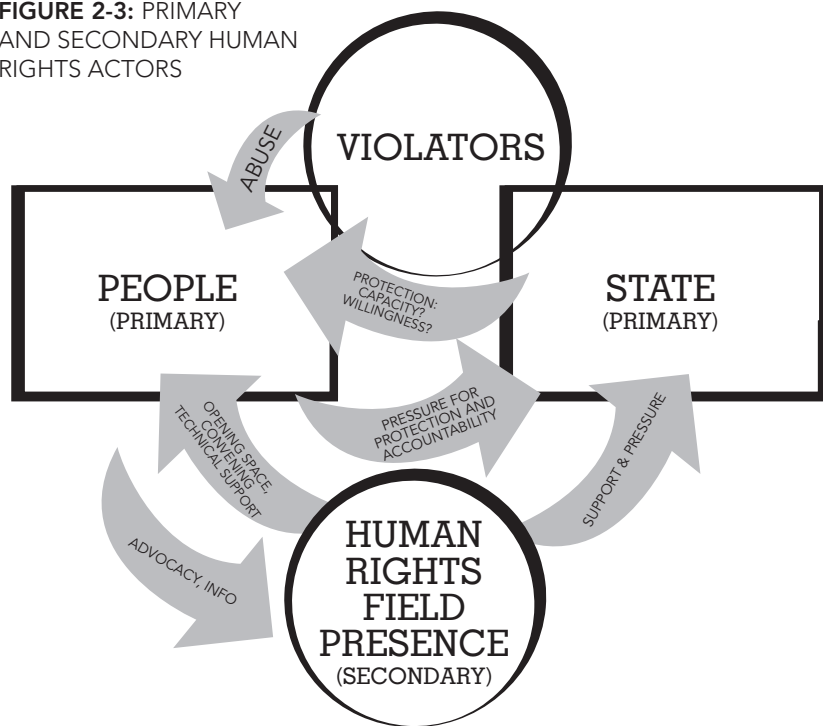 FIGURE 2-3: PRIMARY
AND SECONDARY HUMAN
RIGHTS ACTORS
VIOLATORS
ABUSE
PEOPLE
(PRIMARY)
PROTECTION:
CAPACITY?
WILLINGNESS?
STATE
(PRIMARY)
OPENING SPACE,
CONVENING
TECHNICAL SUPPORT
PRESSURE FOR
PROTECTION AND
ACCOUNTABILITY
SUPPORT & PRESSURE
ADVOCACY, INFO
HUMAN
RIGHTS
FIELD
PRESENCE
(SECONDARY)